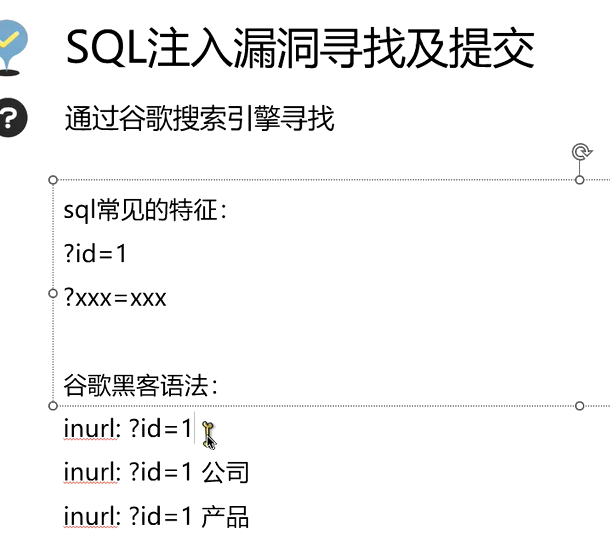 SQL注入漏洞寻找及提交
?
通过谷歌搜索引擎寻找
sql常见的特征：
?id=1
?xxx=xxx
谷歌黑客语法：
inurl: ?id=1
inurl: ?id=1 公司
inurl: ?id=1 产品